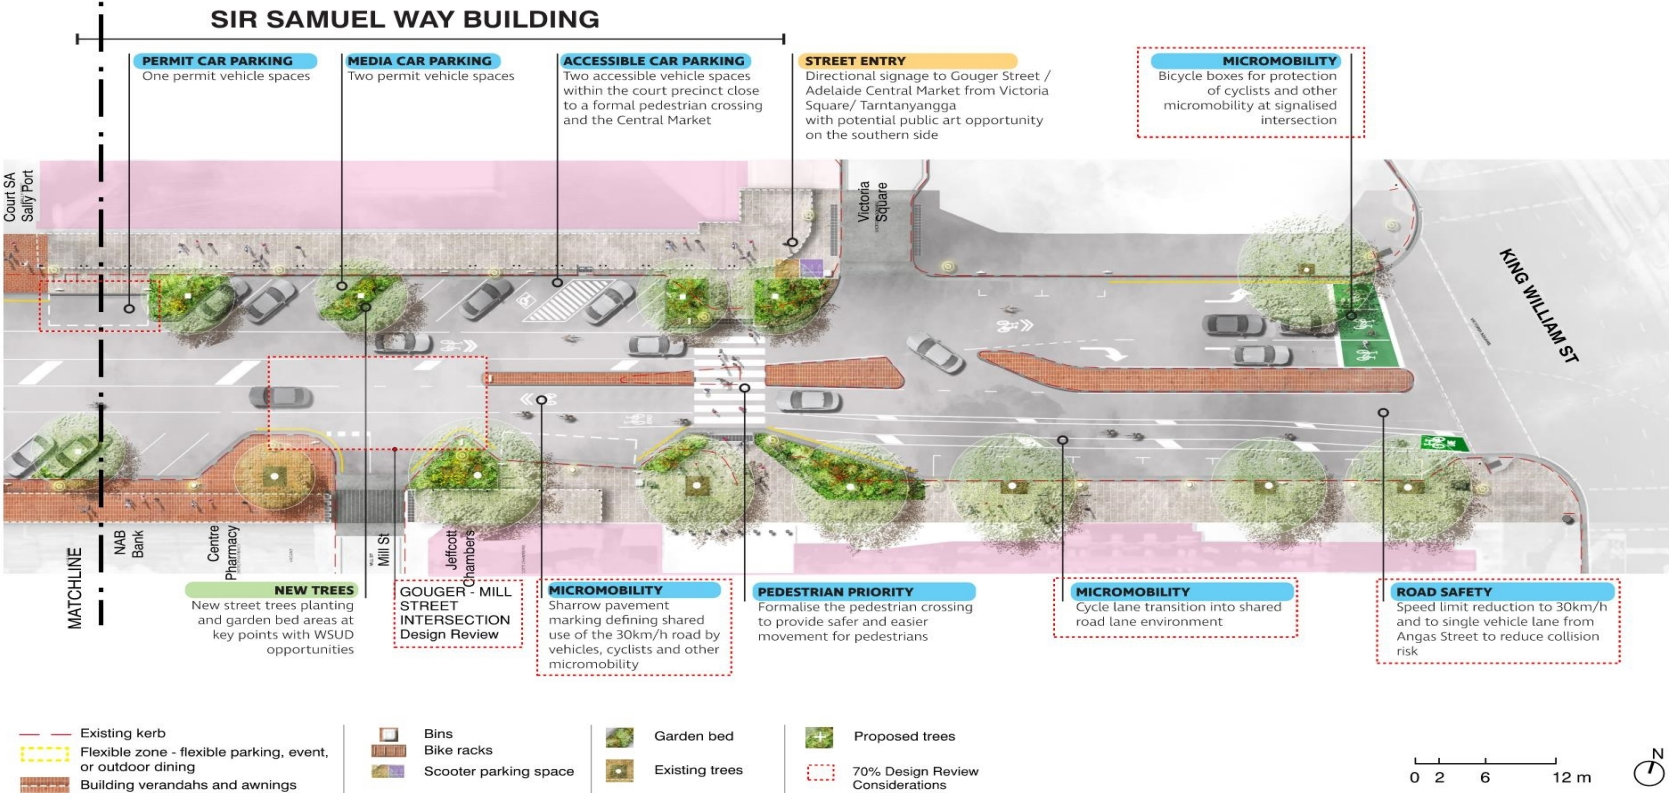 SIR SAMUEL WAY BUILDING
PERMIT CAR PARKING
One permit vehicle spaces
MEDIA CAR PARKING
Two permit vehicle spaces
ACCESSIBLE CAR PARKING
Two accessible vehicle spaces
within the court precinct close
to a formal pedestrian crossing
and the Central Market
STREET ENTRY
Directional signage to Gouger Street /
Adelaide Central Market from Victoria
Square/ Tarntanyangga
with potential public art opportunity
on the southern side
MICROMOBILITY
Bicycle boxes for protection
of cyclists and other
micromobility at signalised
intersection
Court SA
Sally Port
Victoria
Square
KING WILLIAM ST
MATCHLINE
NAB
Bank
Centre
Pharmacy
Mill St
Jeffcott
Chambers
NEW TREES
New street trees planting
and garden bed areas at
key points with WSUD
opportunities
GOUGER - MILL
STREET
INTERSECTION
Design Review
MICROMOBILITY
Sharrow pavement
marking defining shared
use of the 30km/h road by
vehicles, cyclists and other
micromobility
PEDESTRIAN PRIORITY
Formalise the pedestrian crossing
to provide safer and easier
movement for pedestrians
MICROMOBILITY
Cycle lane transition into shared
road lane environment
ROAD SAFETY
Speed limit reduction to 30km/h
and to single vehicle lane from
Angas Street to reduce collision
risk
Existing kerb
Flexible zone - flexible parking, event,
or outdoor dining
Building verandahs and awnings
Bins
Bike racks
Scooter parking space
Garden bed
Existing trees
Proposed trees
70% Design Review
Considerations
0 2 6 12 m
N